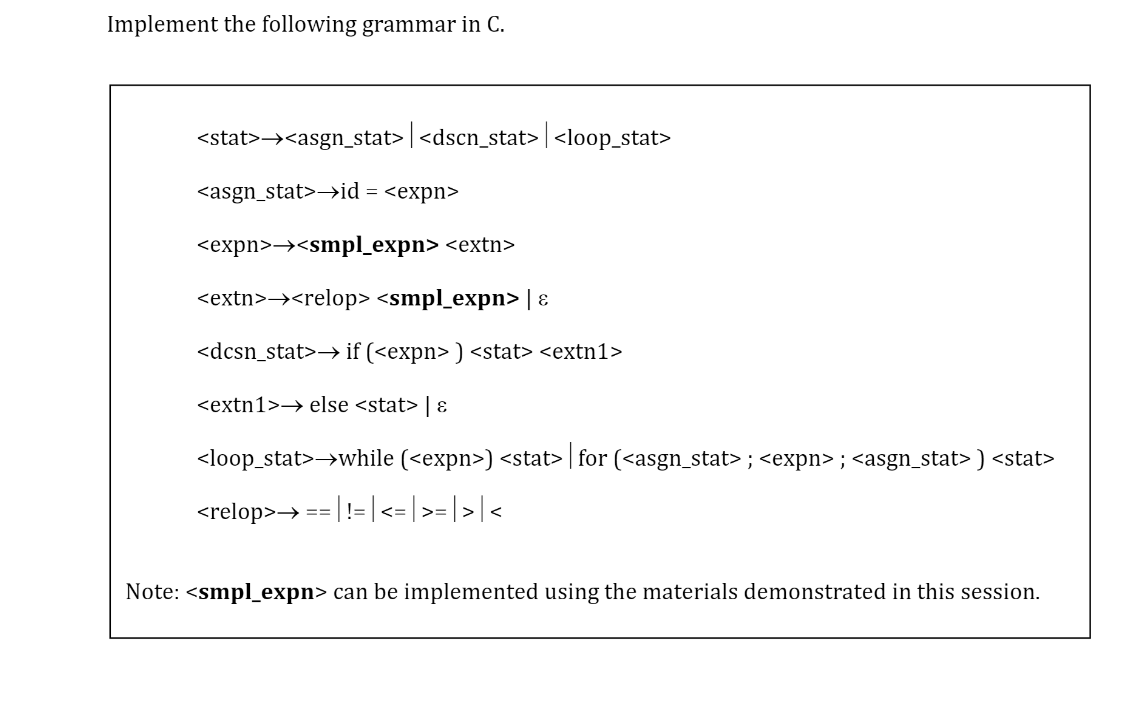 Implement the following grammar in C.
<stat>→<asgn_stat>|<dscn_stat>|<loop_stat>
<asgn_stat>→id = <expn>
<expn>→<smpl_expn> <extn>
<extn>→<relop> <smpl_expn> | ε
<dcsn_stat>→ if (<expn> ) <stat> <extn1>
<extn1>→ else <stat> | ε
<loop_stat>→while (<expn>) <stat>|for (<asgn_stat> ; <expn> ; <asgn_stat> ) <stat>
<relop>→ ==|!=|<=|>=|>|<
Note: <smpl_expn> can be implemented using the materials demonstrated in this session.